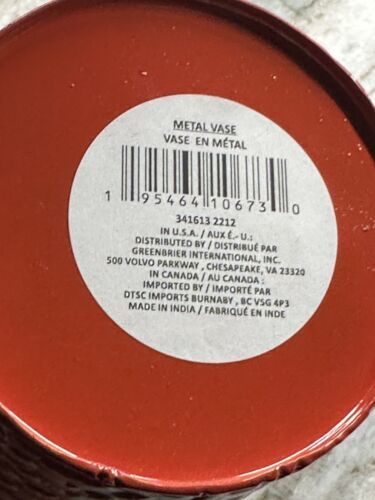 METAL VASE
VASE EN MÉTAL
1 95464 10673 0
341613 2212
IN U.S.A. / AUX É.- U.:
DISTRIBUTED BY / DISTRIBUÉ PAR
GREENBRIER INTERNATIONAL, INC.
500 VOLVO PARKWAY , CHESAPEAKE, VA 23320
IN CANADA / AU CANADA :
IMPORTED BY / IMPORTÉ PAR
DTSC IMPORTS BURNABY , BC V5G 4P3
MADE IN INDIA / FABRIQUÉ EN INDE